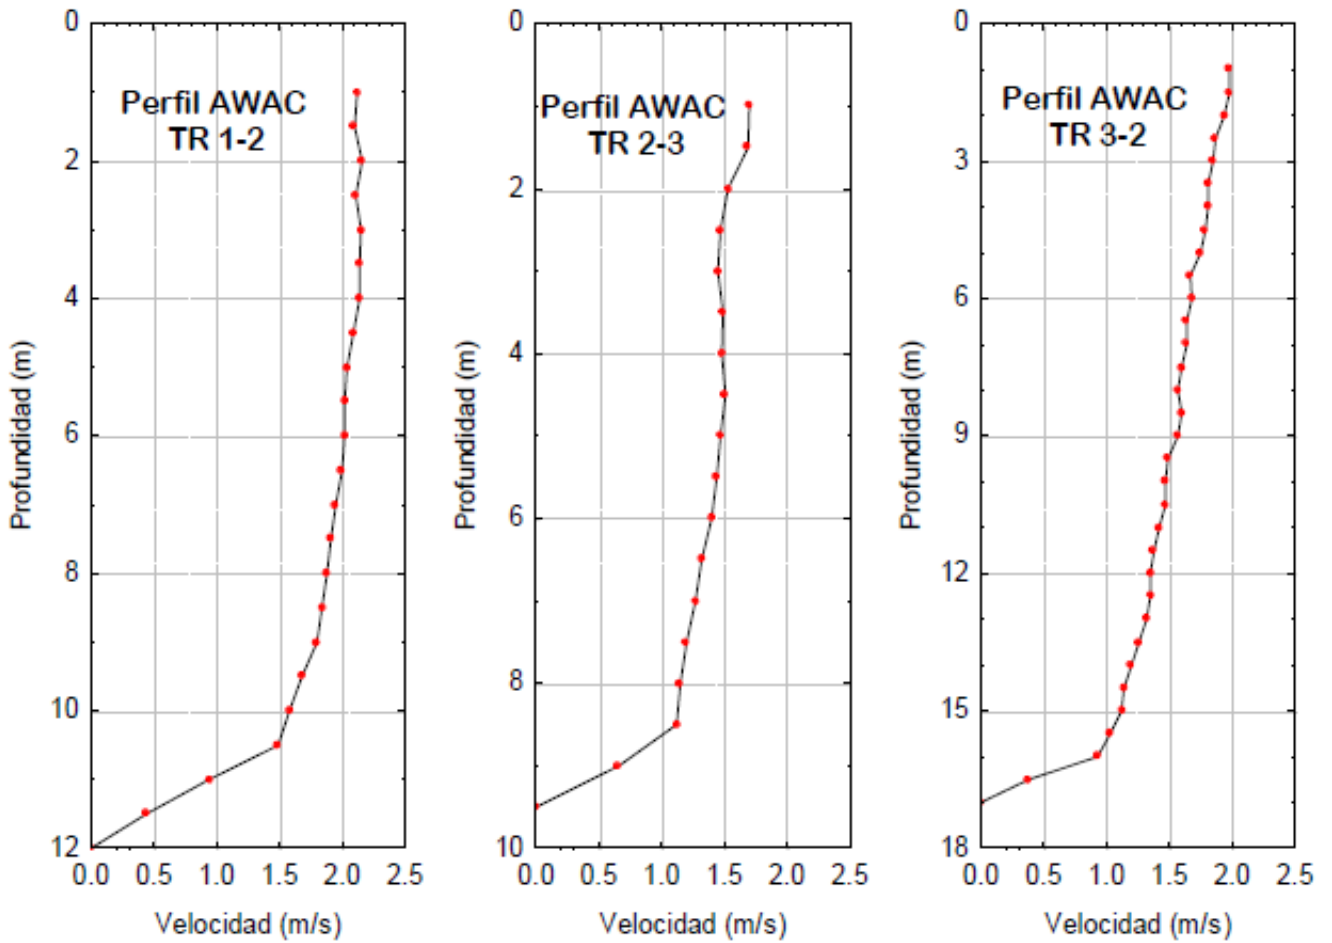 Perfil AWAC
TR 1-2
0
2
4
6
8
10
12
Profundidad (m)
0.0 0.5 1.0 1.5 2.0 2.5
Velocidad (m/s)
Perfil AWAC
TR 2-3
0
2
4
6
8
10
Profundidad (m)
0.0 0.5 1.0 1.5 2.0 2.5
Velocidad (m/s)
Perfil AWAC
TR 3-2
0
3
6
9
12
15
18
Profundidad (m)
0.0 0.5 1.0 1.5 2.0 2.5
Velocidad (m/s)